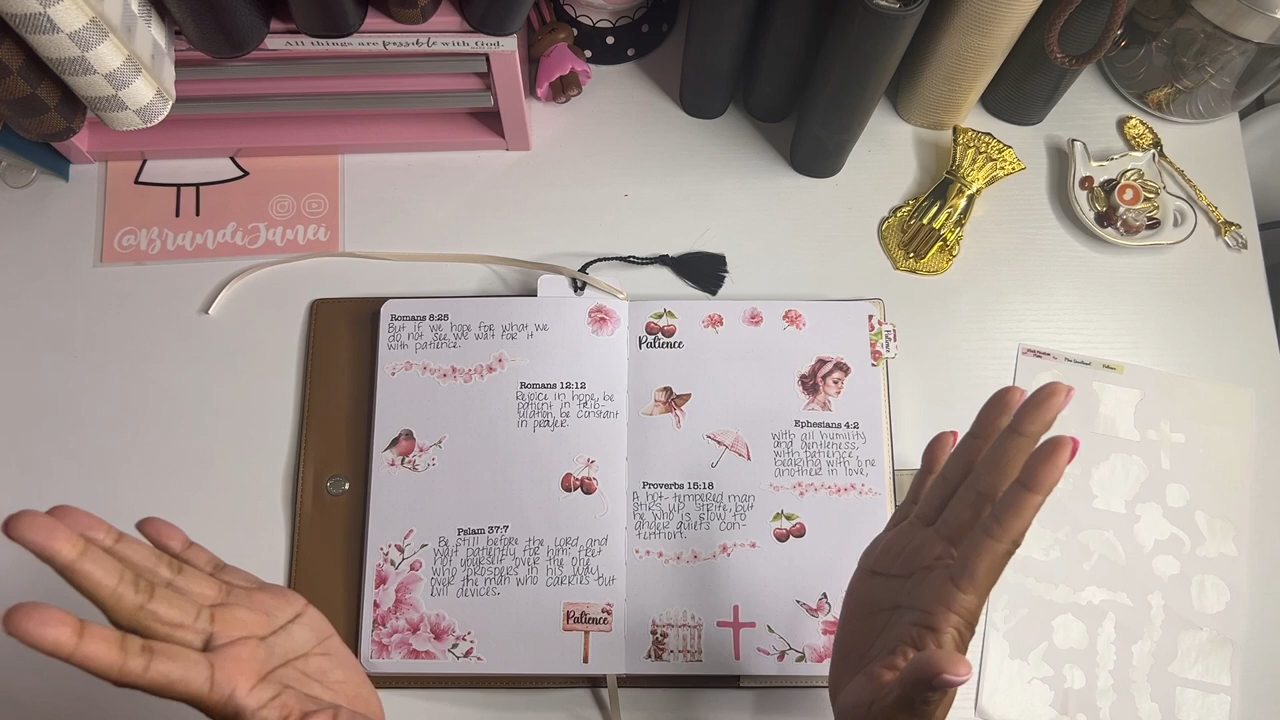 All things are possible with God.
@BrandiJanei
Romans 8:25
But if we hope for what we
do not see, we wait for it
with patience.
Romans 12:12
Rejoice in hope, be
patient in trib-
ulation, be constant
in prayer.
Pslam 37:7
Be still before the Lord, and
wait patiently for him; fret
not yourself over the one
who prospers in his way,
over the man who carries out
evil devices.
Patience
Patience
Patience
Ephesians 4:2
with all humility
and gentleness,
with patience,
bearing with one
another in love,
Proverbs 15:18
A hot-tempered man
stirs up strife, but
he who is slow to
anger quiets con-
tention.